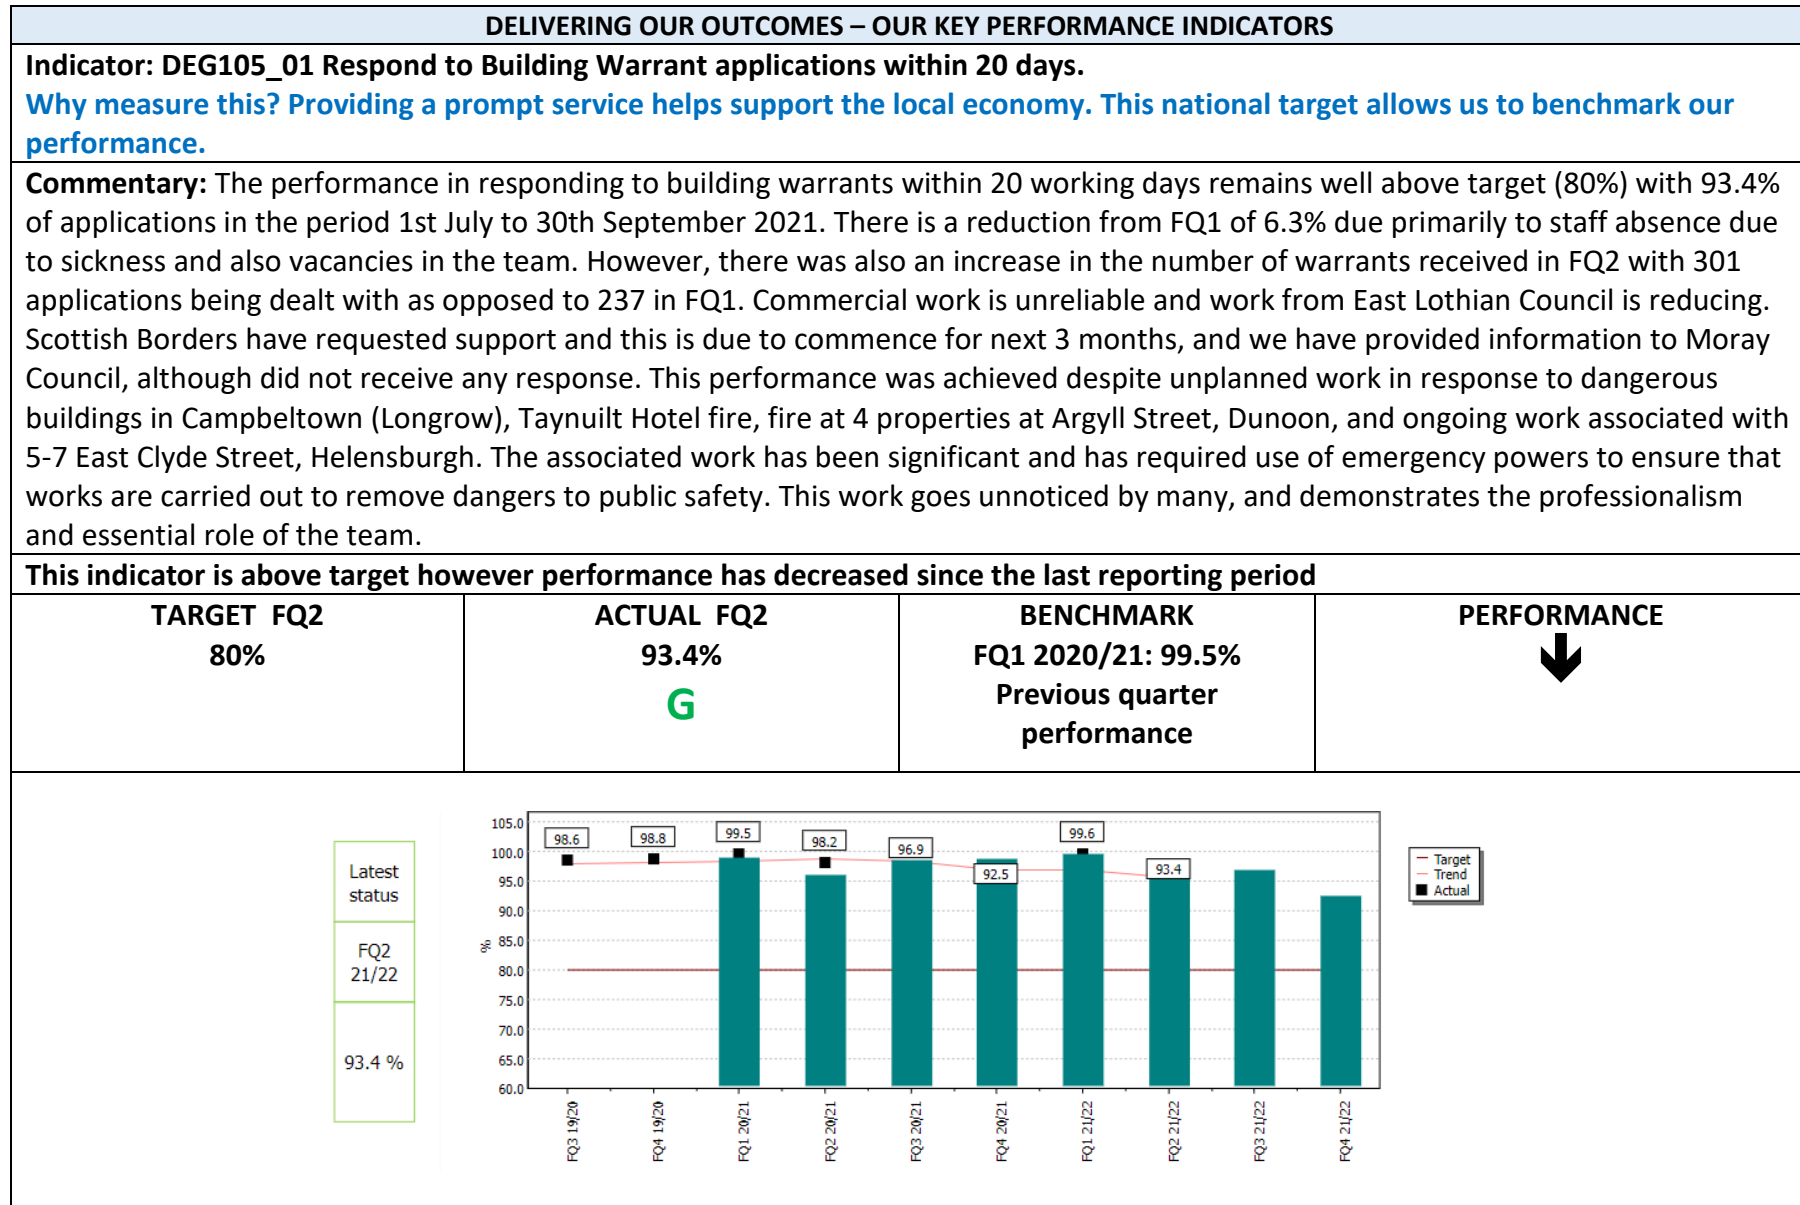 DELIVERING OUR OUTCOMES – OUR KEY PERFORMANCE INDICATORS
Indicator: DEG105_01 Respond to Building Warrant applications within 20 days.
Why measure this? Providing a prompt service helps support the local economy. This national target allows us to benchmark our
performance.
Commentary: The performance in responding to building warrants within 20 working days remains well above target (80%) with 93.4%
of applications in the period 1st July to 30th September 2021. There is a reduction from FQ1 of 6.3% due primarily to staff absence due
to sickness and also vacancies in the team. However, there was also an increase in the number of warrants received in FQ2 with 301
applications being dealt with as opposed to 237 in FQ1. Commercial work is unreliable and work from East Lothian Council is reducing.
Scottish Borders have requested support and this is due to commence for next 3 months, and we have provided information to Moray
Council, although did not receive any response. This performance was achieved despite unplanned work in response to dangerous
buildings in Campbeltown (Longrow), Taynuilt Hotel fire, fire at 4 properties at Argyll Street, Dunoon, and ongoing work associated with
5-7 East Clyde Street, Helensburgh. The associated work has been significant and has required use of emergency powers to ensure that
works are carried out to remove dangers to public safety. This work goes unnoticed by many, and demonstrates the professionalism
and essential role of the team.
This indicator is above target however performance has decreased since the last reporting period
TARGET FQ2
80%
ACTUAL FQ2
93.4%
G
BENCHMARK
FQ1 2020/21: 99.5%
Previous quarter
performance
PERFORMANCE
Latest
status
FQ2
21/22
93.4 %
%
105.0
100.0
95.0
90.0
85.0
80.0
75.0
70.0
65.0
60.0
98.6
98.8
99.5
98.2
96.9
92.5
99.6
93.4
FQ3 19/20
FQ4 19/20
FQ1 20/21
FQ2 20/21
FQ3 20/21
FQ4 20/21
FQ1 21/22
FQ2 21/22
FQ3 21/22
FQ4 21/22
Target
Trend
Actual